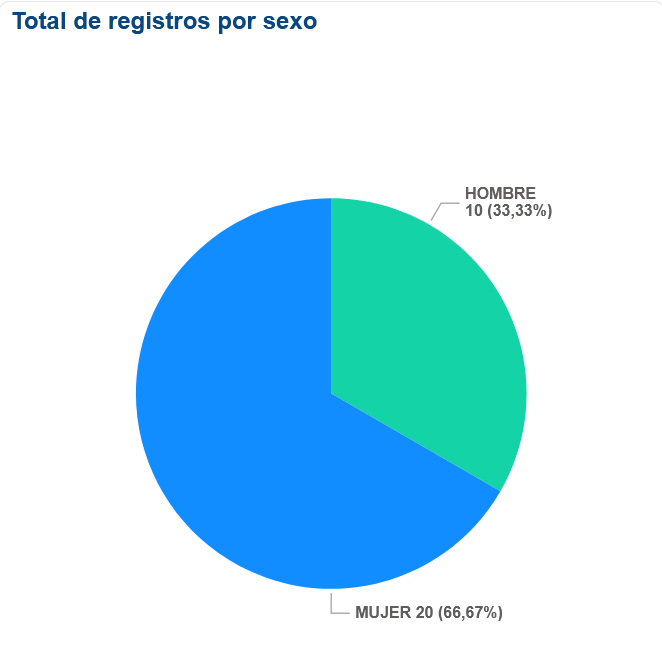 Total de registros por sexo
HOMBRE
10 (33,33%)
MUJER 20 (66,67%)